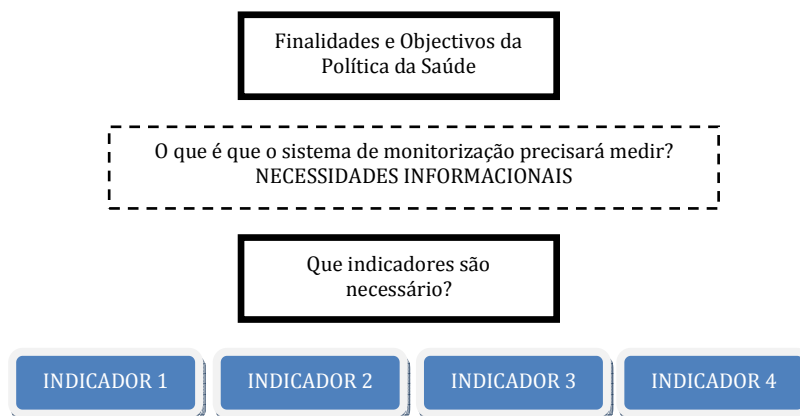 Finalidades e Objectivos da
Política da Saúde
O que é que o sistema de monitorização precisará medir?
NECESSIDADES INFORMACIONAIS
Que indicadores são
necessário?
INDICADOR 1
INDICADOR 2
INDICADOR 3
INDICADOR 4